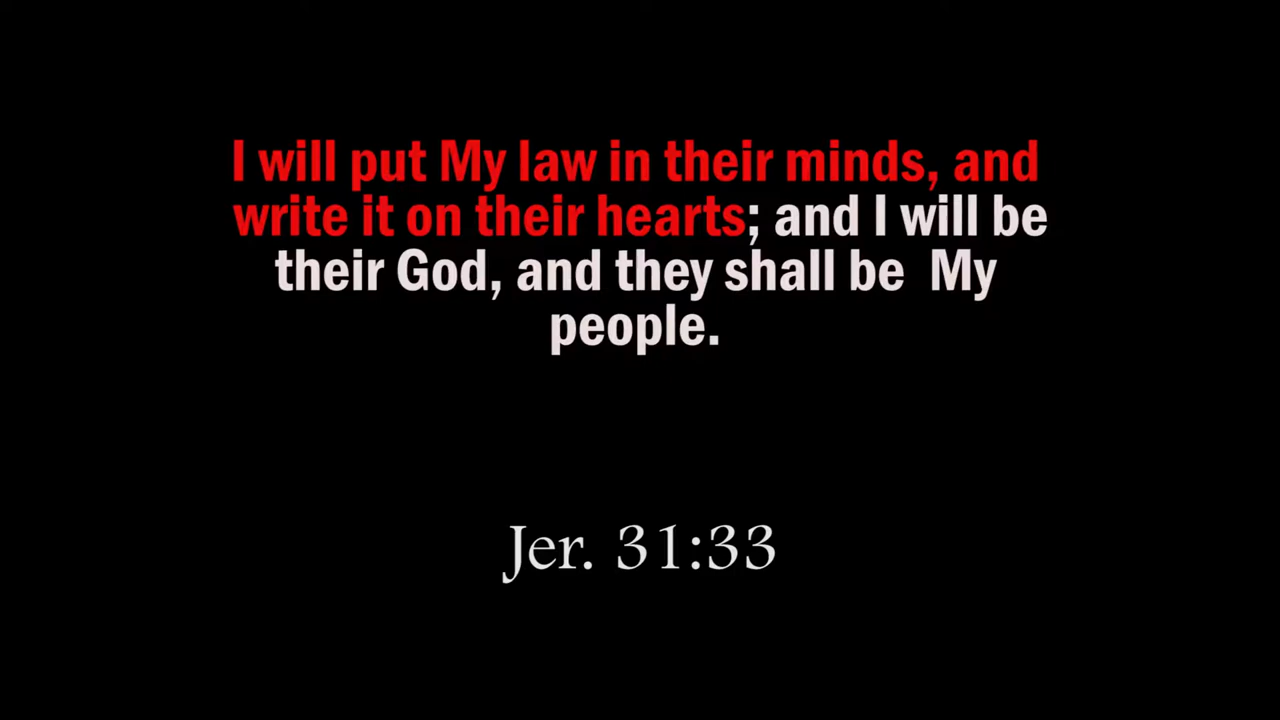 I will put My law in their minds, and
write it on their hearts; and I will be
their God, and they shall be  My
people.
Jer. 31:33